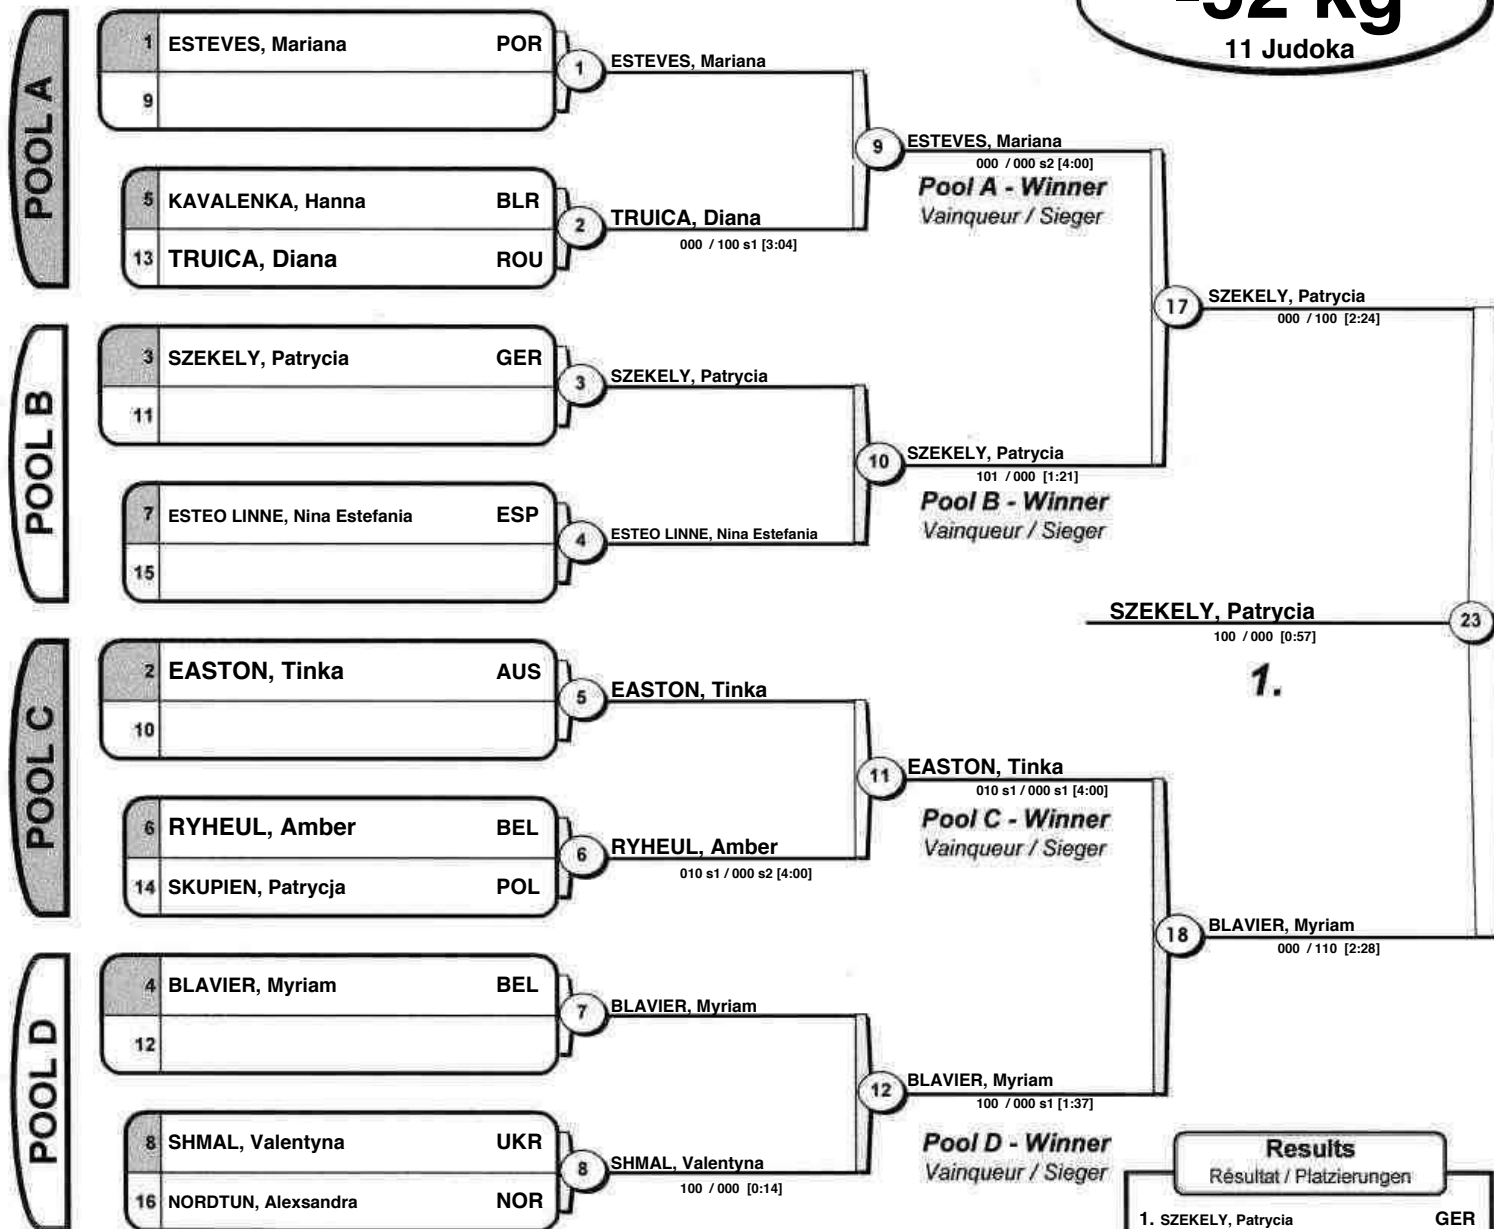 -52 kg
11 Judoka
POOL A
1 ESTEVES, Mariana POR
9
1
ESTEVES, Mariana
5 KAVALENKA, Hanna BLR
13 TRUICA, Diana ROU
2
TRUICA, Diana
000 / 100 s1 [3:04]
9
ESTEVES, Mariana
000 / 000 s2 [4:00]
Pool A - Winner
Vainqueur / Sieger
POOL B
3 SZEKELY, Patrycia GER
11
3
SZEKELY, Patrycia
7 ESTEO LINNE, Nina Estefania ESP
15
4
ESTEO LINNE, Nina Estefania
10
SZEKELY, Patrycia
101 / 000 [1:21]
Pool B - Winner
Vainqueur / Sieger
17
SZEKELY, Patrycia
000 / 100 [2:24]
SZEKELY, Patrycia
100 / 000 [0:57]
23
1.
POOL C
2 EASTON, Tinka AUS
10
5
EASTON, Tinka
6 RYHEUL, Amber BEL
14 SKUPIEN, Patrycja POL
6
RYHEUL, Amber
010 s1 / 000 s2 [4:00]
11
EASTON, Tinka
010 s1 / 000 s1 [4:00]
Pool C - Winner
Vainqueur / Sieger
18
BLAVIER, Myriam
000 / 110 [2:28]
POOL D
4 BLAVIER, Myriam BEL
12
7
BLAVIER, Myriam
8 SHMAL, Valentyna UKR
16 NORDTUN, Alexsandra NOR
8
SHMAL, Valentyna
100 / 000 [0:14]
12
BLAVIER, Myriam
100 / 000 s1 [1:37]
Pool D - Winner
Vainqueur / Sieger
Results
Résultat / Platzierungen
1. SZEKELY, Patrycia GER